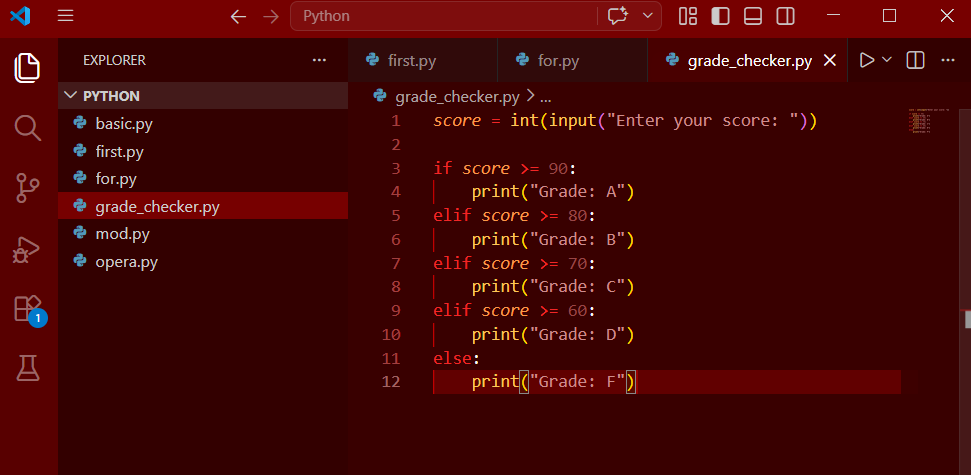 Python
EXPLORER ...
first.py for.py grade_checker.py
PYTHON
basic.py
first.py
for.py
grade_checker.py
mod.py
opera.py
1
grade_checker.py > ...
1 score = int(input("Enter your score: "))
2
3 if score >= 90:
4     print("Grade: A")
5 elif score >= 80:
6     print("Grade: B")
7 elif score >= 70:
8     print("Grade: C")
9 elif score >= 60:
10     print("Grade: D")
11 else:
12     print("Grade: F")